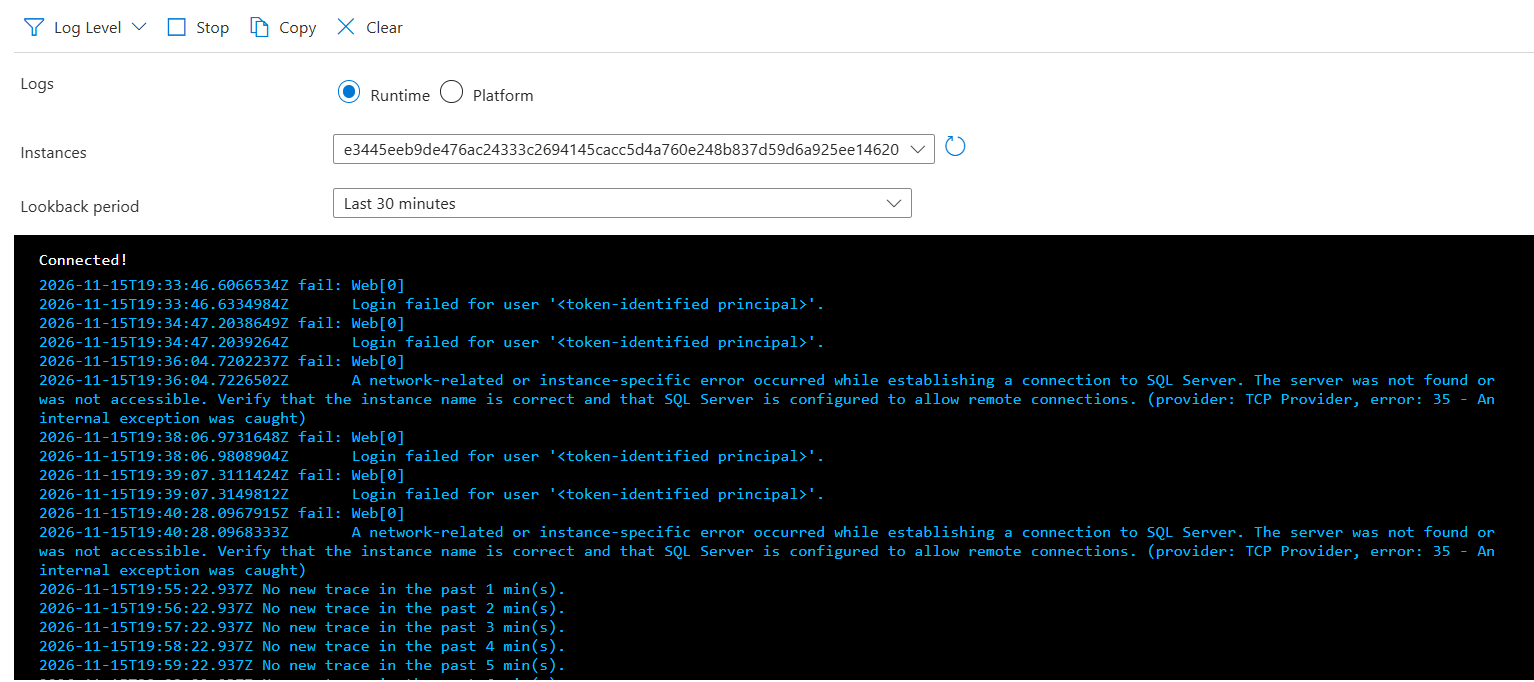 Log Level Stop Copy Clear
Logs Runtime Platform
Instances e3445eeb9de476ac24333c2694145cacc5d4a760e248b837d59d6a925ee14620
Lookback period Last 30 minutes
Connected!
2026-11-15T19:33:46.6066534Z fail: Web[0]
2026-11-15T19:33:46.6334984Z       Login failed for user '<token-identified principal>'.
2026-11-15T19:34:47.2038649Z fail: Web[0]
2026-11-15T19:34:47.2039264Z       Login failed for user '<token-identified principal>'.
2026-11-15T19:36:04.7202237Z fail: Web[0]
2026-11-15T19:36:04.7226502Z       A network-related or instance-specific error occurred while establishing a connection to SQL Server. The server was not found or
was not accessible. Verify that the instance name is correct and that SQL Server is configured to allow remote connections. (provider: TCP Provider, error: 35 - An
internal exception was caught)
2026-11-15T19:38:06.9731648Z fail: Web[0]
2026-11-15T19:38:06.9808904Z       Login failed for user '<token-identified principal>'.
2026-11-15T19:39:07.3111424Z fail: Web[0]
2026-11-15T19:39:07.3149812Z       Login failed for user '<token-identified principal>'.
2026-11-15T19:40:28.0967915Z fail: Web[0]
2026-11-15T19:40:28.0968333Z       A network-related or instance-specific error occurred while establishing a connection to SQL Server. The server was not found or
was not accessible. Verify that the instance name is correct and that SQL Server is configured to allow remote connections. (provider: TCP Provider, error: 35 - An
internal exception was caught)
2026-11-15T19:55:22.937Z No new trace in the past 1 min(s).
2026-11-15T19:56:22.937Z No new trace in the past 2 min(s).
2026-11-15T19:57:22.937Z No new trace in the past 3 min(s).
2026-11-15T19:58:22.937Z No new trace in the past 4 min(s).
2026-11-15T19:59:22.937Z No new trace in the past 5 min(s).